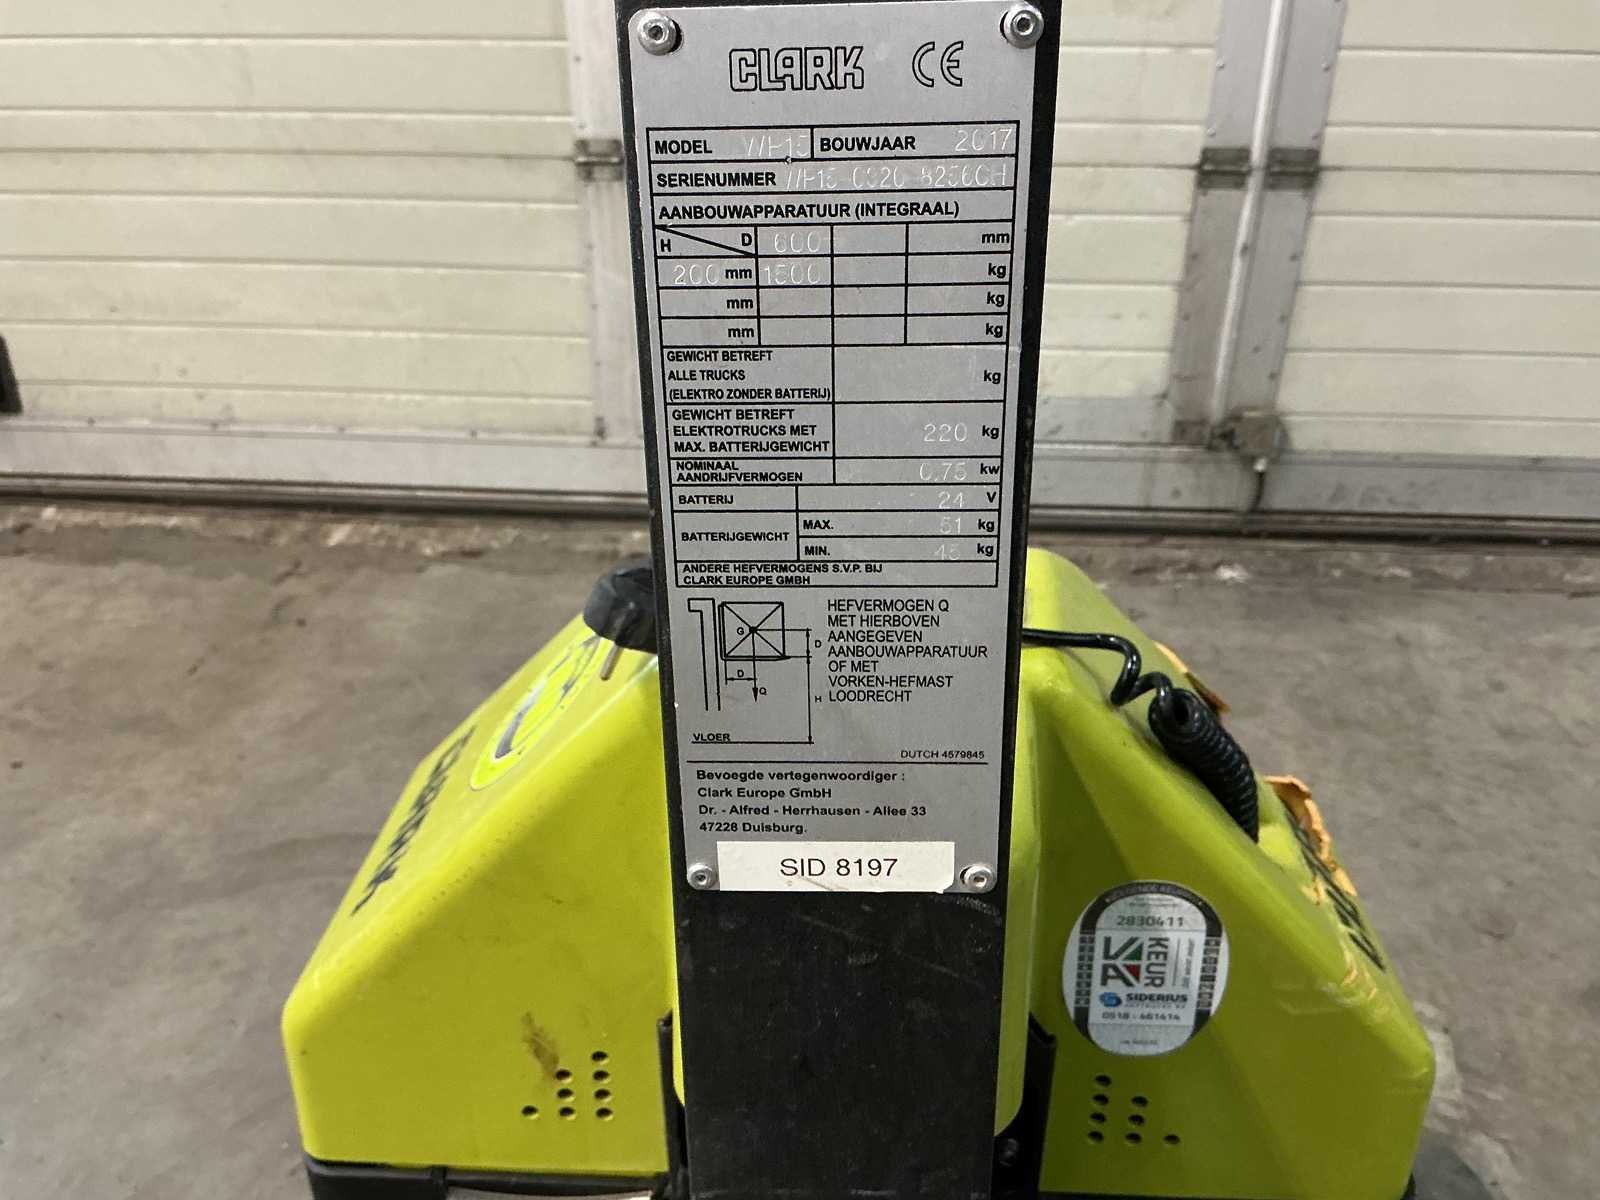 CLARK CE
MODEL WP15 BOUWJAAR 2017
SERIENUMMER
AANBOUWAPPARATUUR (INTEGRAAL)
H D 600 mm
200 mm 1500 kg
mm kg
mm kg
GEWICHT BETREFT
ALLE TRUCKS kg
(ELEKTRO ZONDER BATTERIJ)
GEWICHT BETREFT
ELEKTROTRUCKS MET 220 kg
MAX. BATTERIJGEWICHT
NOMINAAL
AANDRIJFVERMOGEN 0.75 kw
BATTERIJ 24 V
BATTERIJGEWICHT
MAX. 51 kg
MIN. 45 kg
ANDERE HEFVERMOGENS S.V.P. BIJ
CLARK EUROPE GMBH
G D D Q H
VLOER
HEFVERMOGEN Q
MET HIERBOVEN
AANGEGEVEN
AANBOUWAPPARATUUR
OF MET
VORKEN-HEFMAST
LOODRECHT
DUTCH 4579845
Bevoegde vertegenwoordiger :
Clark Europe GmbH
Dr. - Alfred - Herrhausen - Allee 33
47228 Duisburg.
SID 8197
2830411
KEUR
SIDERIUS
0518 - 461414